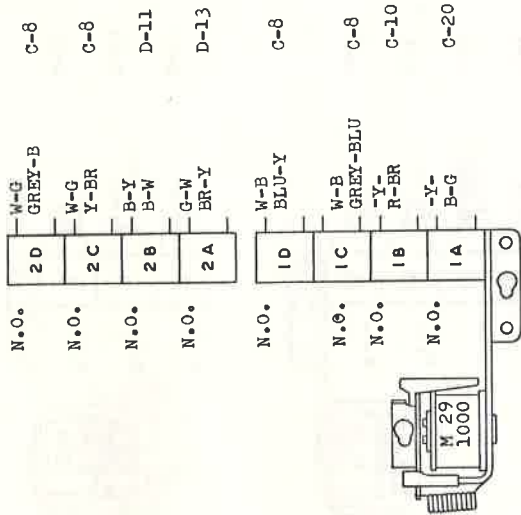 N.O. 2D W-G GREY-B C-8
N.O. 2C W-G Y-BR C-8
N.O. 2B B-Y B-W D-11
N.O. 2A G-W BR-Y D-13
N.O. 1D W-B BLU-Y C-8
N.O. 1C W-B GREY-BLU C-8
N.O. 1B -Y- R-BR C-10
N.O. 1A -Y- B-G C-20
M 29
1000